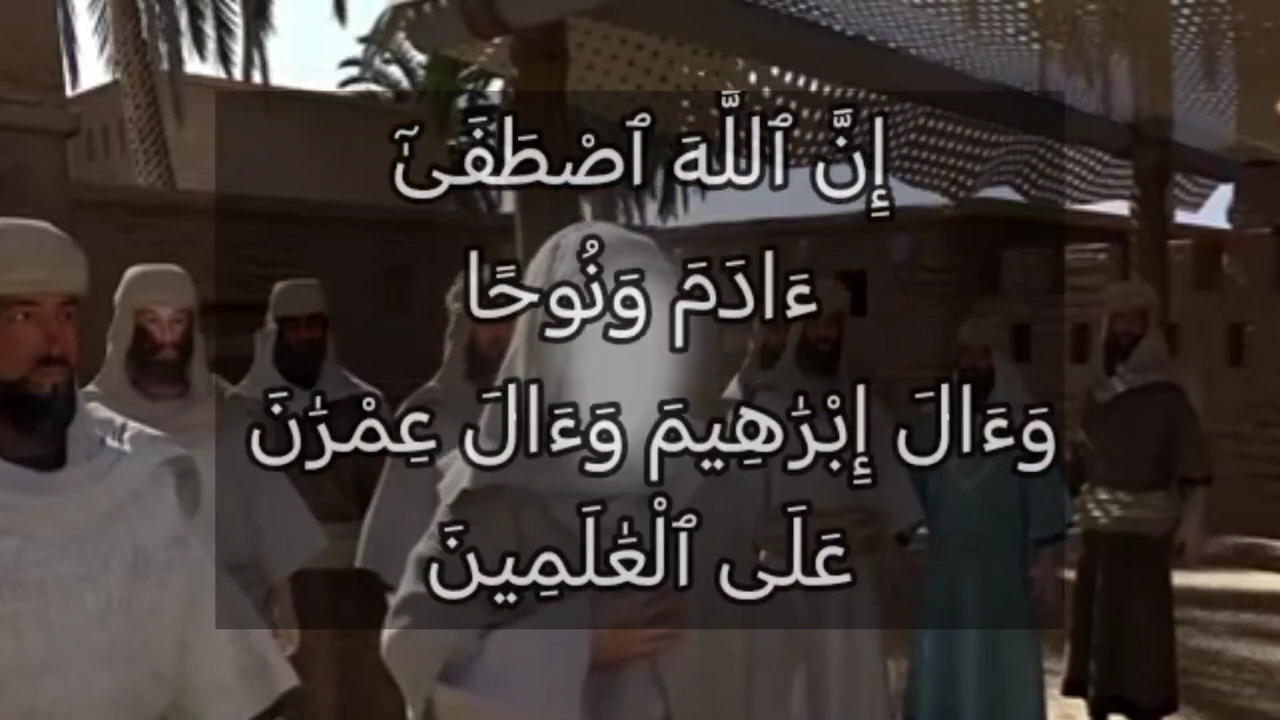 إِنَّ ٱللَّهَ ٱصْطَفَىٰٓ
ءَادَمَ وَنُوحًا
وَءَالَ إِبْرَٰهِيمَ وَءَالَ عِمْرَٰنَ
عَلَى ٱلْعَٰلَمِينَ